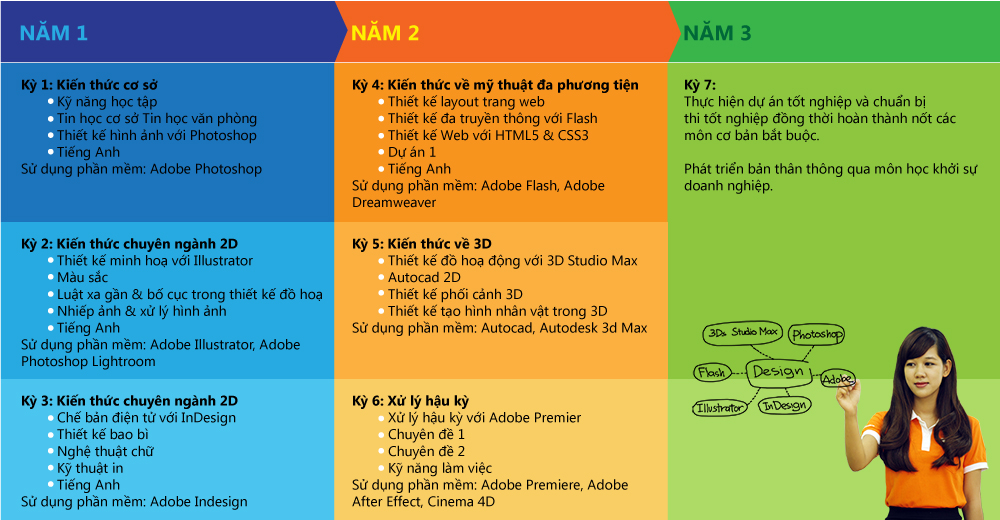 NĂM 1
Kỳ 1: Kiến thức cơ sở
Kỹ năng học tập
Tin học cơ sở Tin học văn phòng
Thiết kế hình ảnh với Photoshop
Tiếng Anh
Sử dụng phần mềm: Adobe Photoshop
Kỳ 2: Kiến thức chuyên ngành 2D
Thiết kế minh hoạ với Illustrator
Màu sắc
Luật xa gần & bố cục trong thiết kế đồ hoạ
Nhiếp ảnh & xử lý hình ảnh
Tiếng Anh
Sử dụng phần mềm: Adobe Illustrator, Adobe
Photoshop Lightroom
Kỳ 3: Kiến thức chuyên ngành 2D
Chế bản điện tử với InDesign
Thiết kế bao bì
Nghệ thuật chữ
Kỹ thuật in
Tiếng Anh
Sử dụng phần mềm: Adobe Indesign
NĂM 2
Kỳ 4: Kiến thức về mỹ thuật đa phương tiện
Thiết kế layout trang web
Thiết kế đa truyền thông với Flash
Thiết kế Web với HTML5 & CSS3
Dự án 1
Tiếng Anh
Sử dụng phần mềm: Adobe Flash, Adobe
Dreamweaver
Kỳ 5: Kiến thức về 3D
Thiết kế đồ hoạ động với 3D Studio Max
Autocad 2D
Thiết kế phối cảnh 3D
Thiết kế tạo hình nhân vật trong 3D
Sử dụng phần mềm: Autocad, Autodesk 3d Max
Kỳ 6: Xử lý hậu kỳ
Xử lý hậu kỳ với Adobe Premier
Chuyên đề 1
Chuyên đề 2
Kỹ năng làm việc
Sử dụng phần mềm: Adobe Premiere, Adobe
After Effect, Cinema 4D
NĂM 3
Kỳ 7:
Thực hiện dự án tốt nghiệp và chuẩn bị
thi tốt nghiệp đồng thời hoàn thành nốt các
môn cơ bản bắt buộc.
Phát triển bản thân thông qua môn học khởi sự
doanh nghiệp.
3Ds Studio Max
Photoshop
Flash
Design
Adobe
Illustrator
InDesign